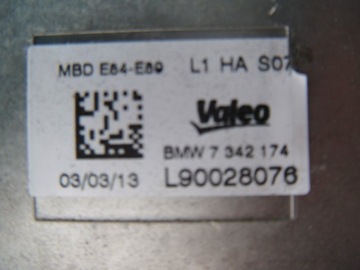 MBD E84-E89 L1 HA S07
Valeo
BMW 7 342 174
03/03/13 L90028076